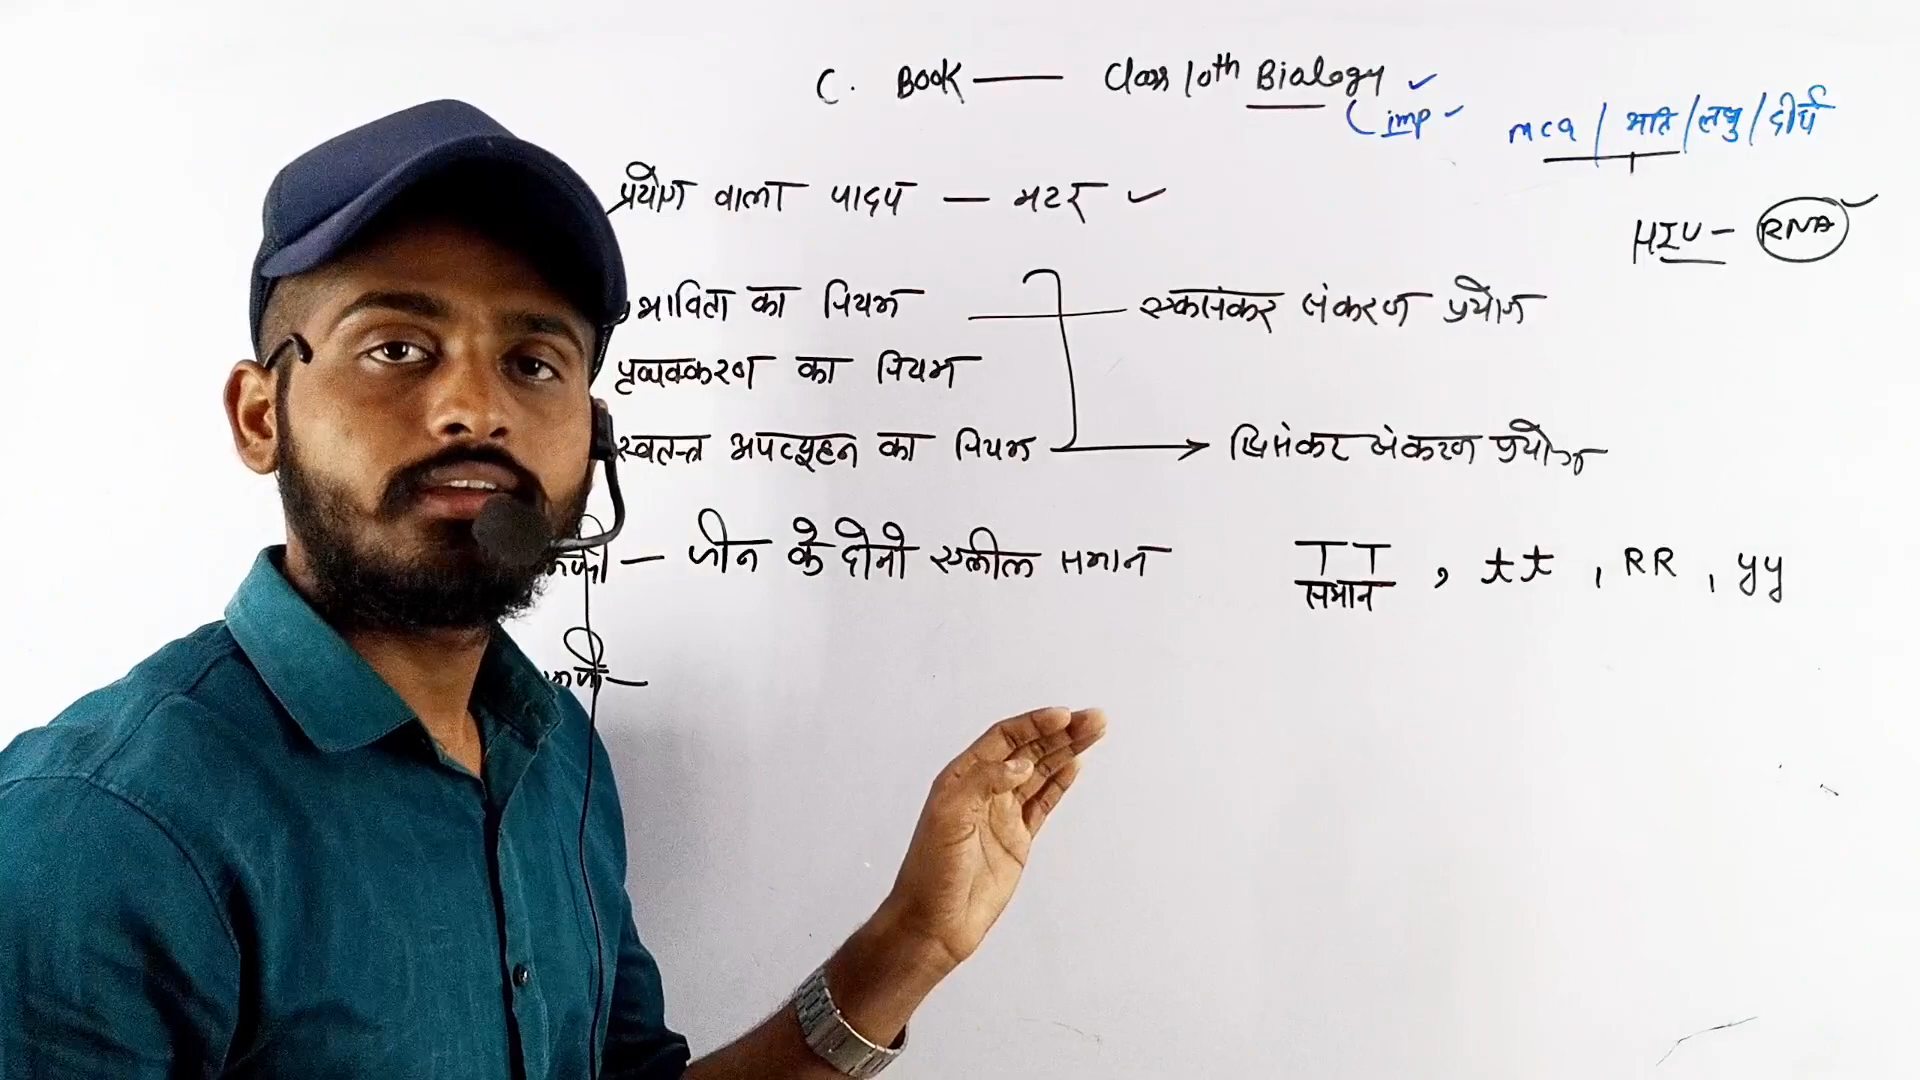 C. Book — Class 10th Biology ✓
(imp ✓
mcq / अति / लघु / दीर्घ
प्रयोग वाला पादप — मटर ✓
HIV – RNA ✓
भाविता का नियम — एकसंकर संकरण प्रयोग
पृथक्करण का नियम
स्वतन्त्र अपव्यूहन का नियम → द्विसंकर संकरण प्रयोग
— जीन के दोनो एलील समान TT , tt , RR , yy
समान